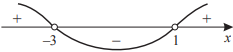 + − +
−3 1 x